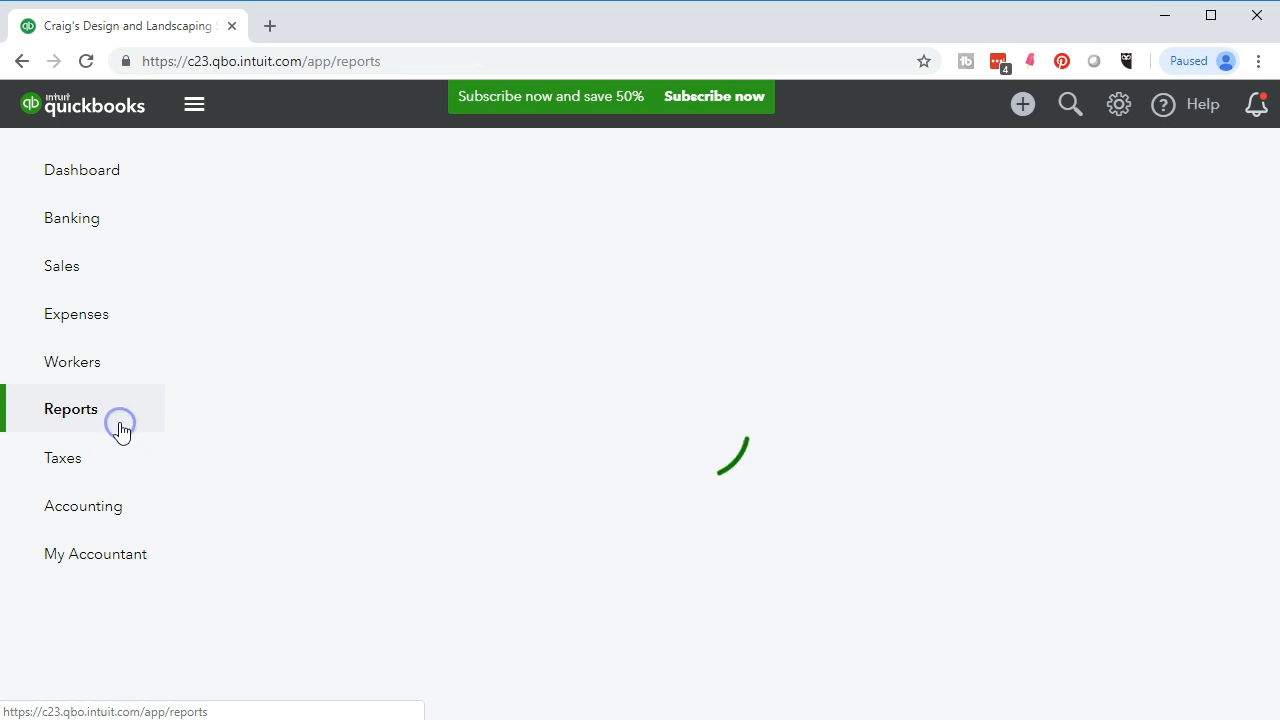 Craig's Design and Landscaping
https://c23.qbo.intuit.com/app/reports
4
Paused
intuit
quickbooks
Subscribe now and save 50% Subscribe now
Help
Dashboard
Banking
Sales
Expenses
Workers
Reports
Taxes
Accounting
My Accountant
https://c23.qbo.intuit.com/app/reports